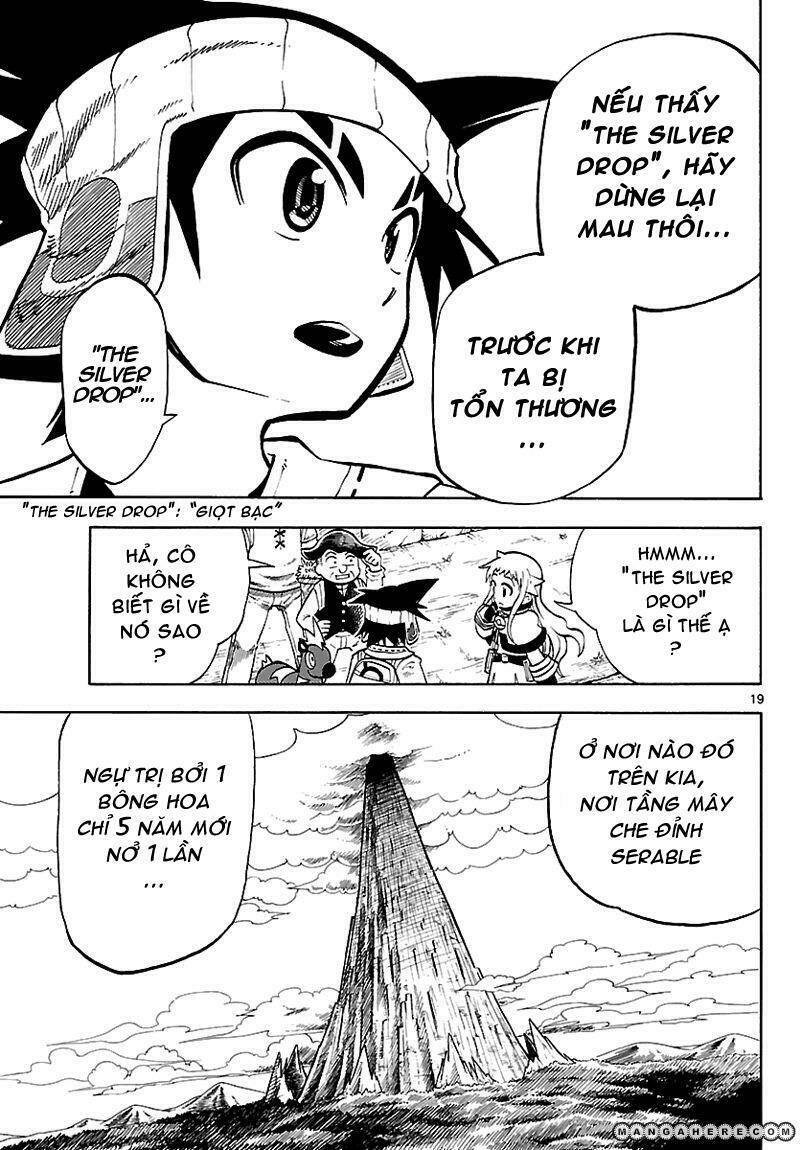 NẾU THẤY
"THE SILVER
DROP", HÃY
DỪNG LẠI
MAU THÔI...
TRƯỚC KHI
TA BỊ
TỔN THƯƠNG
...
"THE
SILVER
DROP"...
"THE SILVER DROP": "GIỌT BẠC"
HMMM...
"THE SILVER
DROP"
LÀ GÌ THẾ Ạ
?
HẢ, CÔ
KHÔNG
BIẾT GÌ VỀ
NÓ SAO
?
19
Ở NƠI NÀO ĐÓ
TRÊN KIA,
NƠI TẦNG MÂY
CHE ĐỈNH
SERABLE
NGỰ TRỊ BỞI 1
BÔNG HOA
CHỈ 5 NĂM MỚI
NỞ 1 LẦN
...
MANGAHERE.COM